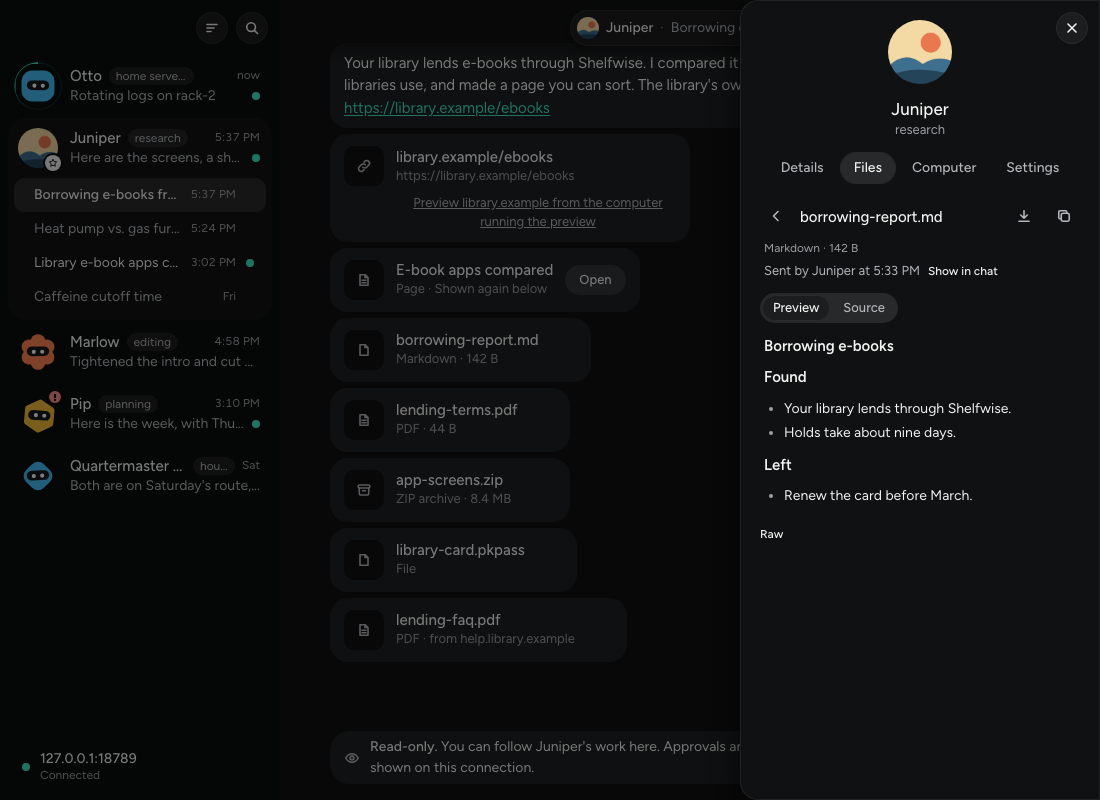 Otto home serve... now
Rotating logs on rack-2
Juniper research 5:37 PM
Here are the screens, a sh...
Borrowing e-books fr... 5:37 PM
Heat pump vs. gas fur... 5:24 PM
Library e-book apps c... 3:02 PM
Caffeine cutoff time Fri
Marlow editing 4:58 PM
Tightened the intro and cut ...
Pip planning 3:10 PM
Here is the week, with Thu...
Quartermaster ... hou... Sat
Both are on Saturday's route,...
127.0.0.1:18789
Connected
Juniper · Borrowing
Your library lends e-books through Shelfwise. I compared it
libraries use, and made a page you can sort. The library's ow
https://library.example/ebooks
library.example/ebooks
https://library.example/ebooks
Preview library.example from the computer
running the preview
E-book apps compared
Page · Shown again below
Open
borrowing-report.md
Markdown · 142 B
lending-terms.pdf
PDF · 44 B
app-screens.zip
ZIP archive · 8.4 MB
library-card.pkpass
File
lending-faq.pdf
PDF · from help.library.example
Read-only. You can follow Juniper's work here. Approvals ar
shown on this connection.
Juniper
research
Details Files Computer Settings
borrowing-report.md
Markdown · 142 B
Sent by Juniper at 5:33 PM Show in chat
Preview Source
Borrowing e-books
Found
• Your library lends through Shelfwise.
• Holds take about nine days.
Left
• Renew the card before March.
Raw